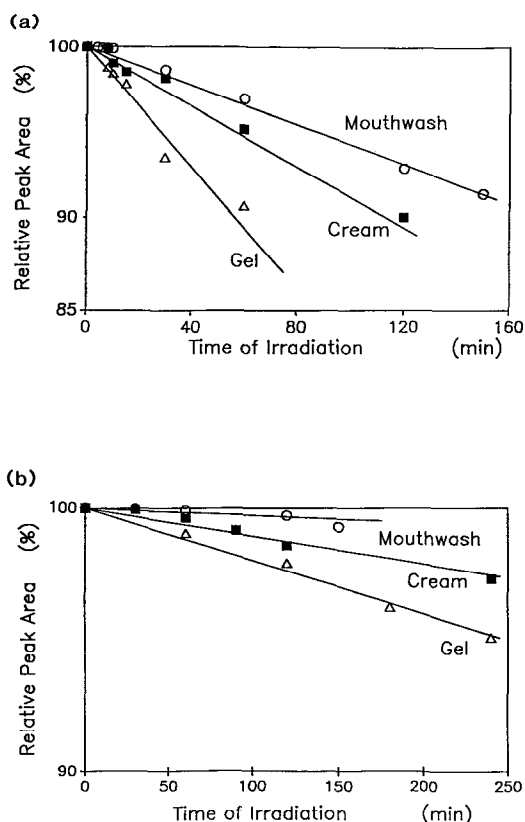 (a)
Relative Peak Area (%)
100
90
85
Mouthwash
Cream
Gel
0 40 80 120 160
Time of Irradiation (min)
(b)
Relative Peak Area (%)
100
90
Mouthwash
Cream
Gel
0 50 100 150 200 250
Time of Irradiation (min)